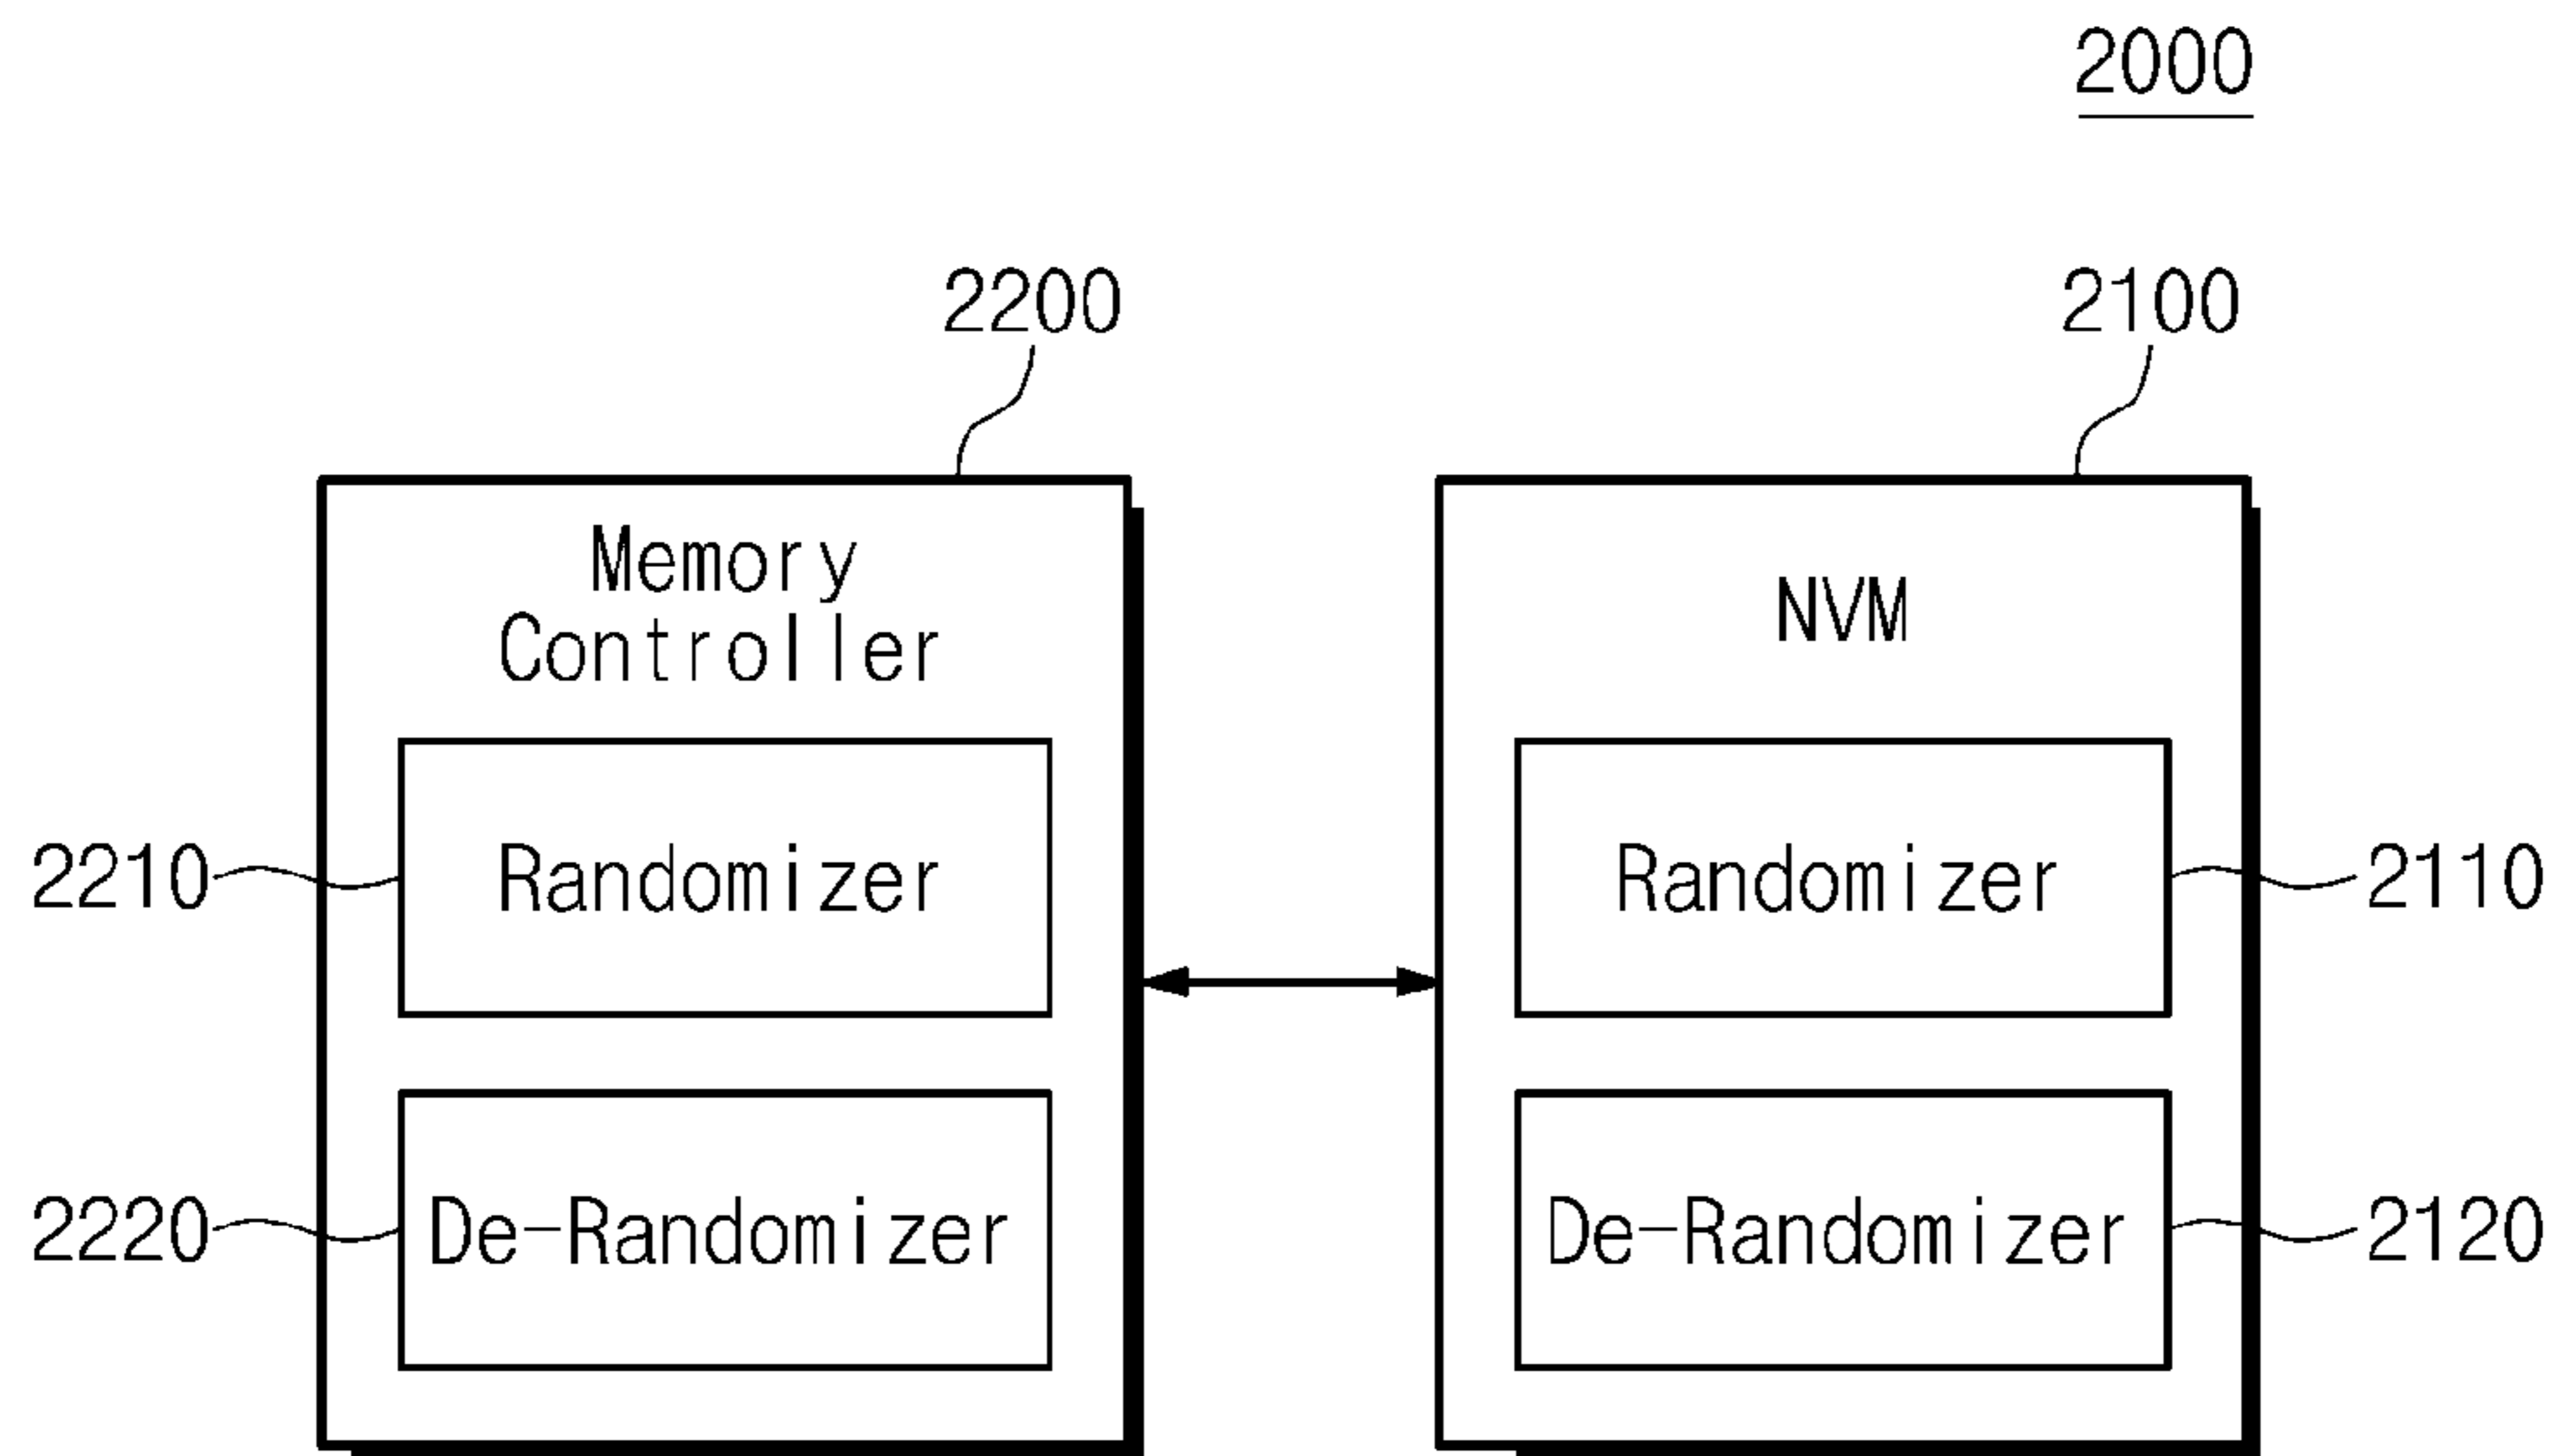 2000
2200
2100
Memory
Controller
NVM
2210
Randomizer
Randomizer
2110
2220
De-Randomizer
De-Randomizer
2120